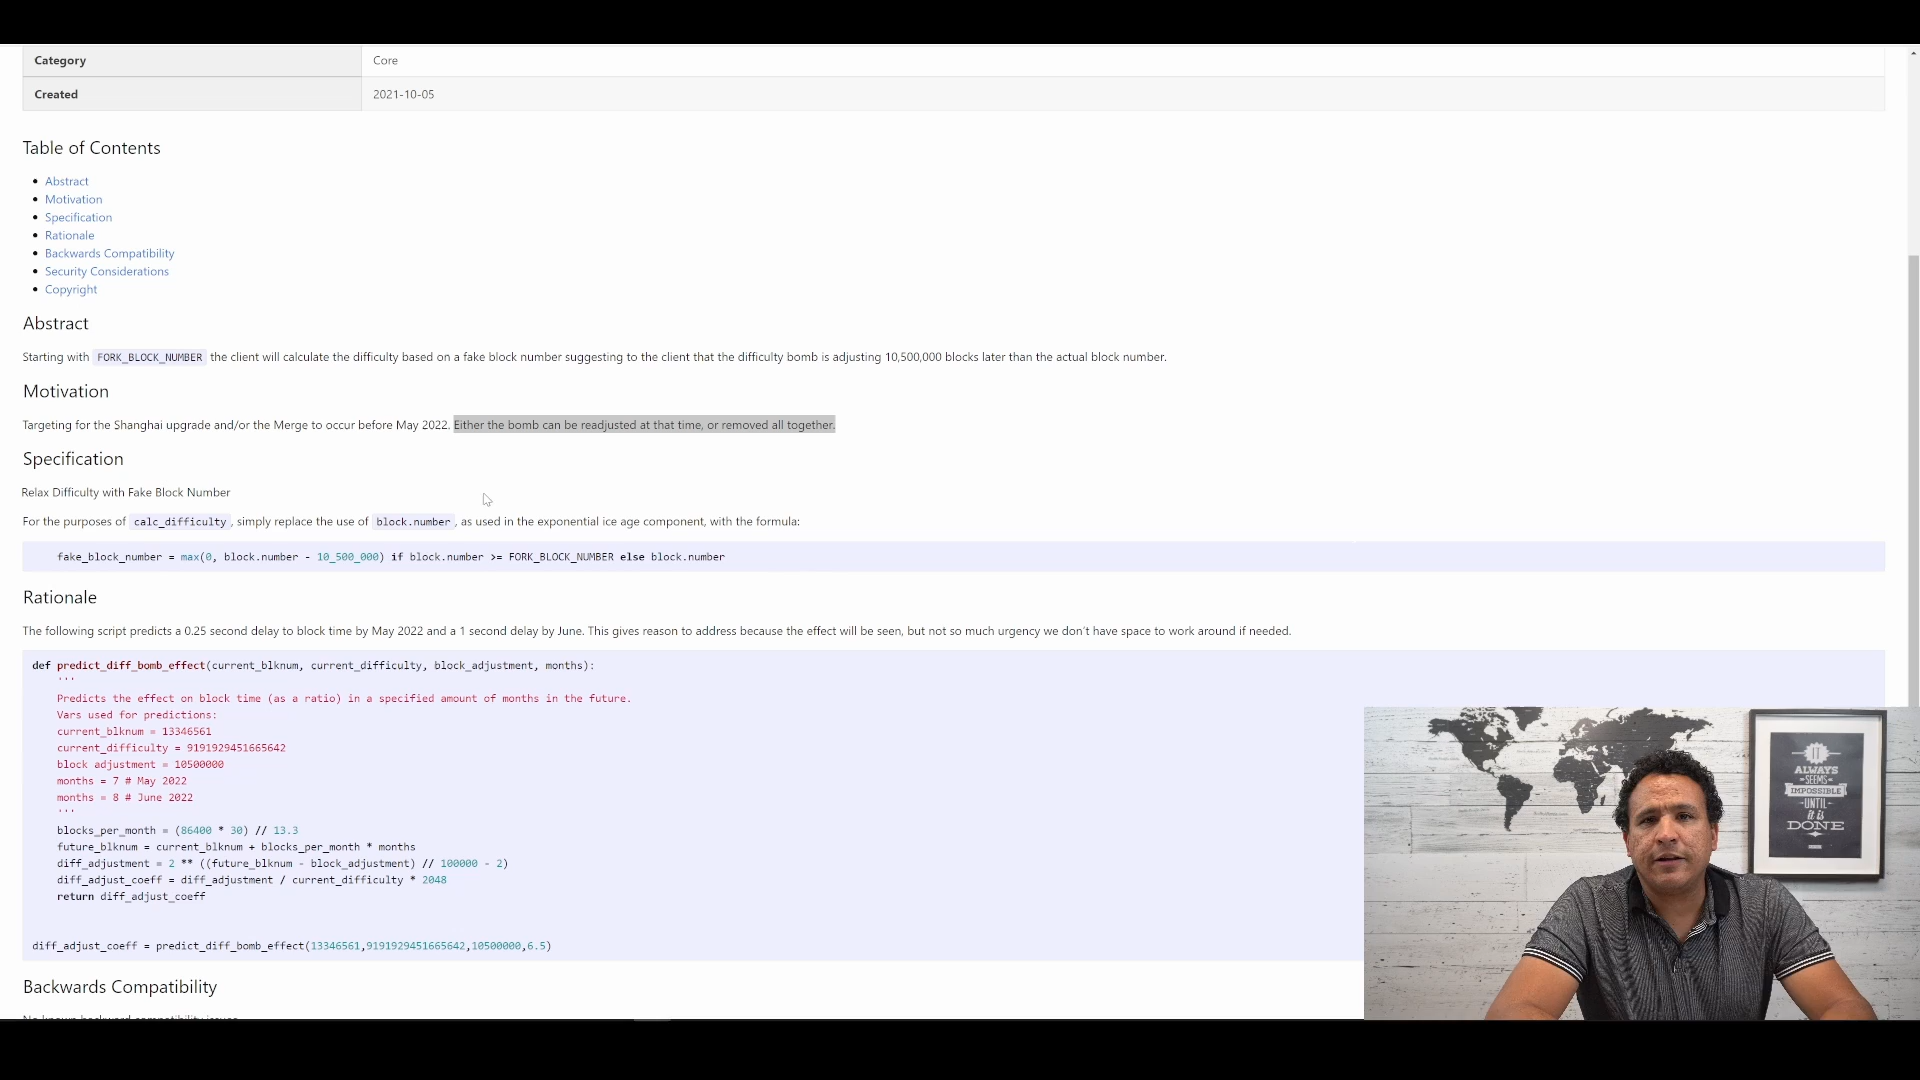 Category Core
Created 2021-10-05
Table of Contents
Abstract
Motivation
Specification
Rationale
Backwards Compatibility
Security Considerations
Copyright
Abstract
Starting with FORK_BLOCK_NUMBER the client will calculate the difficulty based on a fake block number suggesting to the client that the difficulty bomb is adjusting 10,500,000 blocks later than the actual block number.
Motivation
Targeting for the Shanghai upgrade and/or the Merge to occur before May 2022. Either the bomb can be readjusted at that time, or removed all together.
Specification
Relax Difficulty with Fake Block Number
For the purposes of calc_difficulty, simply replace the use of block.number, as used in the exponential ice age component, with the formula:
fake_block_number = max(0, block.number - 10_500_000) if block.number >= FORK_BLOCK_NUMBER else block.number
Rationale
The following script predicts a 0.25 second delay to block time by May 2022 and a 1 second delay by June. This gives reason to address because the effect will be seen, but not so much urgency we don't have space to work around if needed.
def predict_diff_bomb_effect(current_blknum, current_difficulty, block_adjustment, months):
'''
Predicts the effect on block time (as a ratio) in a specified amount of months in the future.
Vars used for predictions:
current_blknum = 13346561
current_difficulty = 9191929451665642
block adjustment = 10500000
months = 7 # May 2022
months = 8 # June 2022
'''
blocks_per_month = (86400 * 30) // 13.3
future_blknum = current_blknum + blocks_per_month * months
diff_adjustment = 2 ** ((future_blknum - block_adjustment) // 100000 - 2)
diff_adjust_coeff = diff_adjustment / current_difficulty * 2048
return diff_adjust_coeff
diff_adjust_coeff = predict_diff_bomb_effect(13346561,9191929451665642,10500000,6.5)
Backwards Compatibility
No known backward compatibility issues
IT
ALWAYS
SEEMS
IMPOSSIBLE
UNTIL
it is
DONE